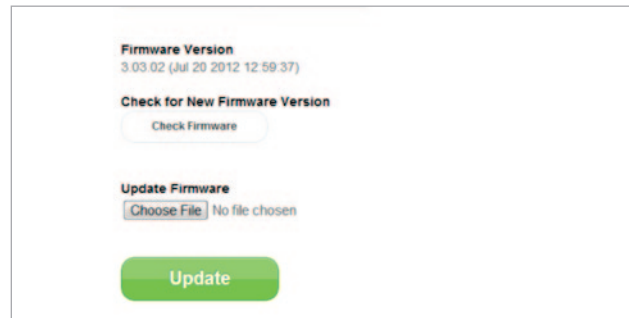 Firmware Version
3.03.02 (Jul 20 2012 12:59:37)
Check for New Firmware Version
Check Firmware
Update Firmware
Choose File No file chosen
Update